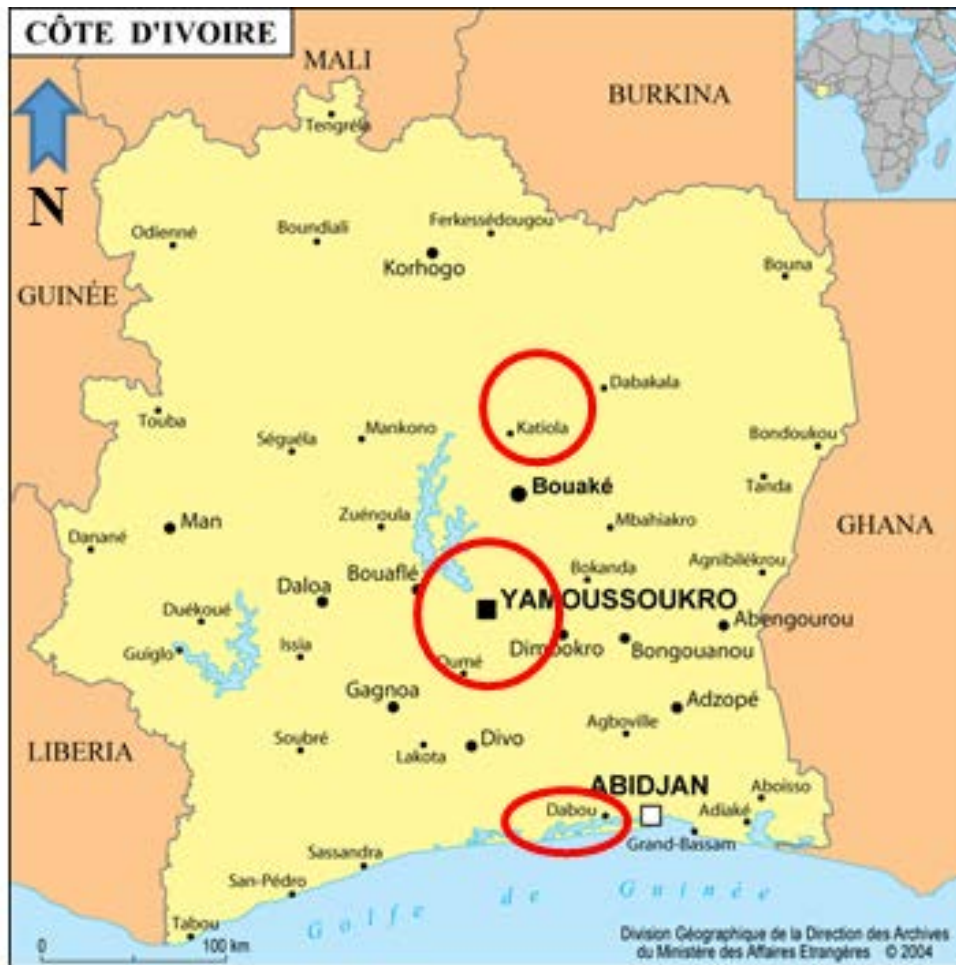 CÔTE D'IVOIRE
MALI
BURKINA
N
Tengréla
Odienné
Boundiali
Ferkessédougou
Korhogo
Bouna
GUINÉE
Dabakala
Touba
Séguéla
Mankono
Katiola
Bondoukou
Bouaké
Tanda
Man
Zuénoula
Mbahiakro
GHANA
Danané
Bouaflé
Bokanda
Agnibilékrou
Daloa
YAMOUSSOUKRO
Duékoué
Abengourou
Guiglo
Issia
Oumé
Dimbokro
Bongouanou
Gagnoa
Adzopé
LIBERIA
Soubré
Lakota
Divo
Agboville
ABIDJAN
Aboisso
Dabou
Adiaké
Grand-Bassam
Sassandra
San-Pédro
Golfe de Guinée
Tabou
0 100 km
Division Géographique de la Direction des Archives
du Ministère des Affaires Etrangères © 2004